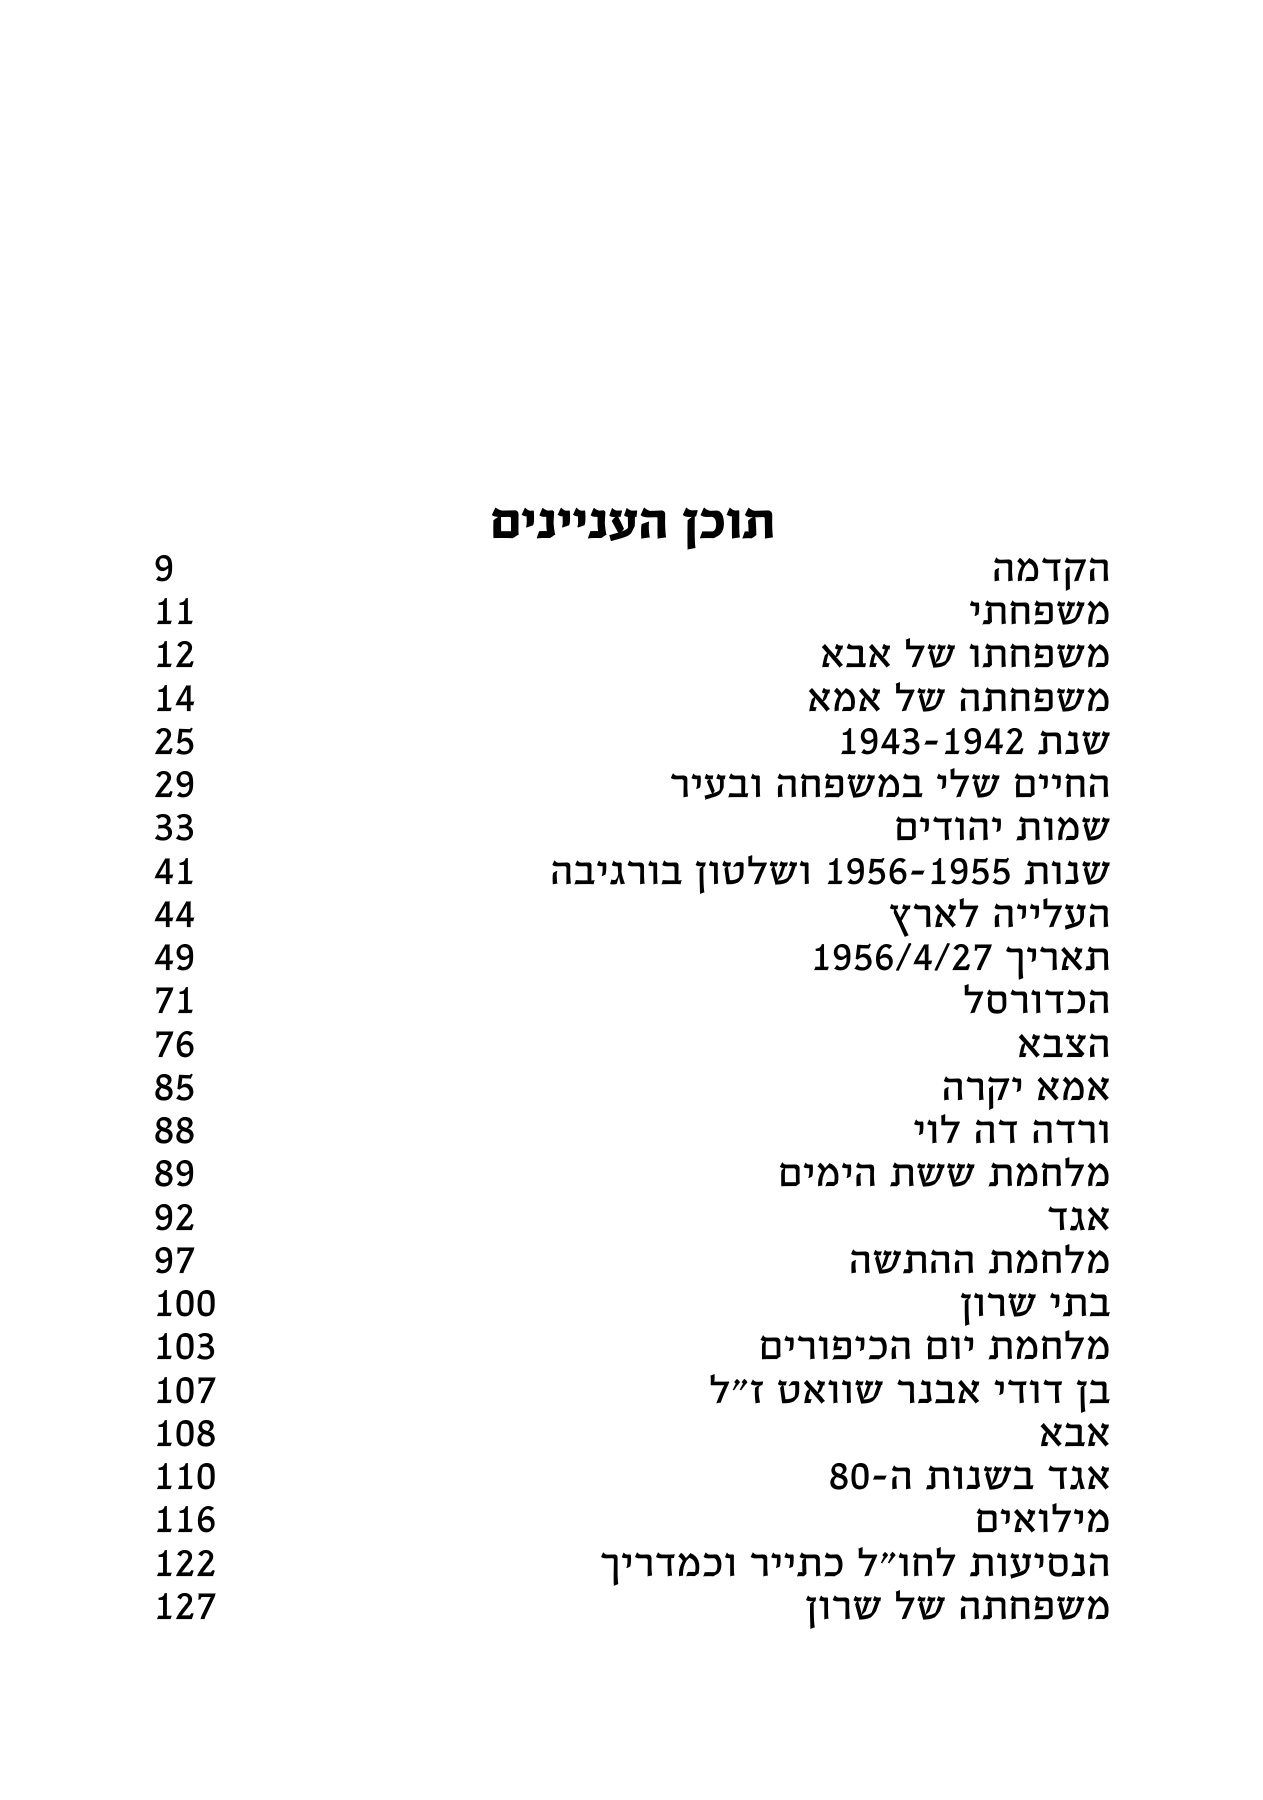 תוכן העניינים
הקדמה 9
משפחתי 11
משפחתו של אבא 12
משפחתה של אמא 14
שנת 1943-1942 25
החיים שלי במשפחה ובעיר 29
שמות יהודים 33
שנות 1956-1955 ושלטון בורגיבה 41
העלייה לארץ 44
תאריך 1956/4/27 49
הכדורסל 71
הצבא 76
אמא יקרה 85
ורדה דה לוי 88
מלחמת ששת הימים 89
אגד 92
מלחמת ההתשה 97
בתי שרון 100
מלחמת יום הכיפורים 103
בן דודי אבנר שוואט ז״ל 107
אבא 108
אגד בשנות ה-80 110
מילואים 116
הנסיעות לחו״ל כתייר וכמדריך 122
משפחתה של שרון 127